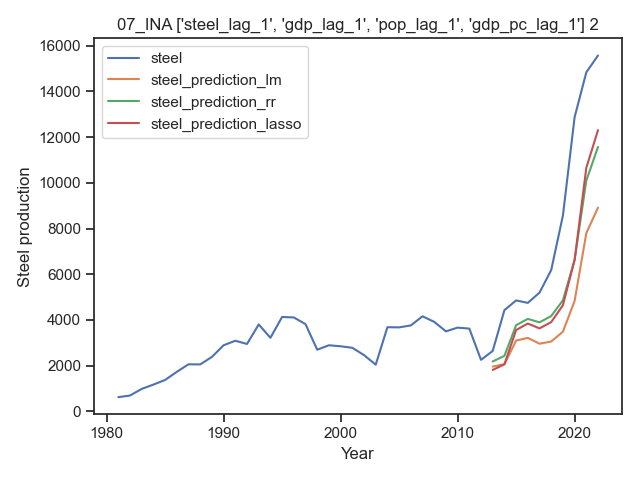 07_INA ['steel_lag_1', 'gdp_lag_1', 'pop_lag_1', 'gdp_pc_lag_1'] 2
steel
steel_prediction_lm
steel_prediction_rr
steel_prediction_lasso
16000
14000
12000
10000
8000
6000
4000
2000
0
Steel production
1980 1990 2000 2010 2020
Year